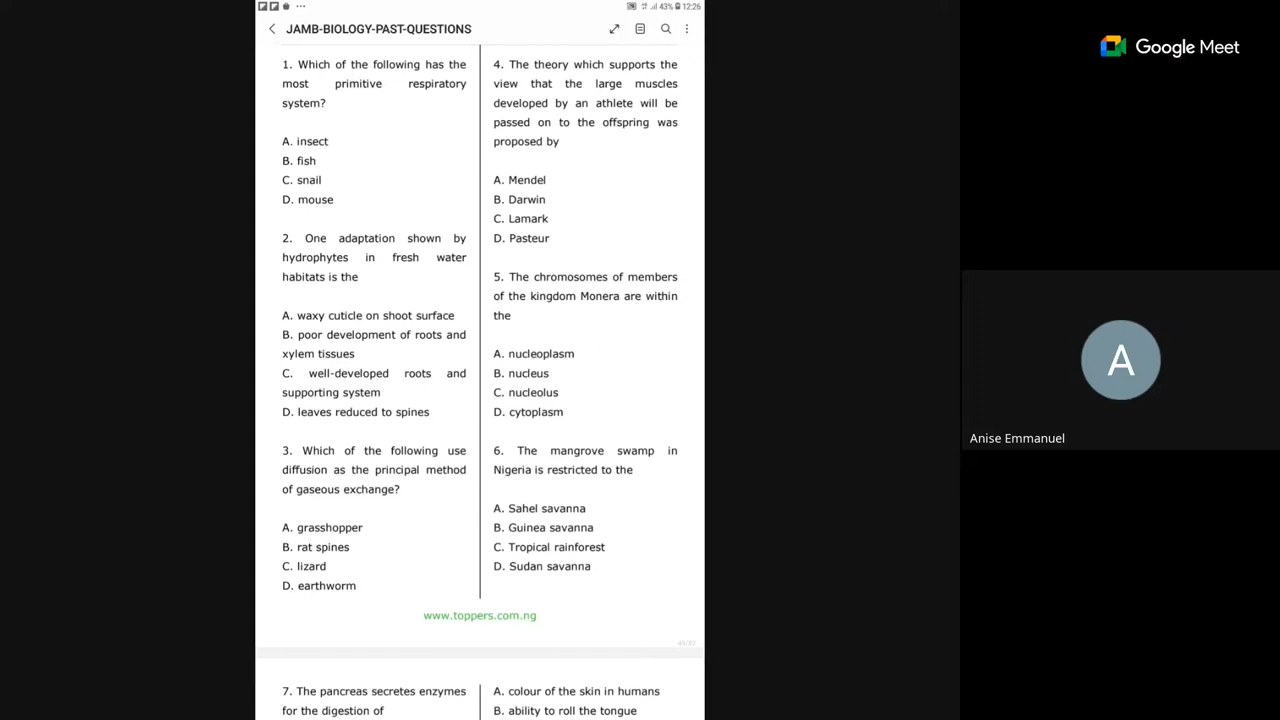 43% 12:26
JAMB-BIOLOGY-PAST-QUESTIONS
1. Which of the following has the
most primitive respiratory
system?
A. insect
B. fish
C. snail
D. mouse
2. One adaptation shown by
hydrophytes in fresh water
habitats is the
A. waxy cuticle on shoot surface
B. poor development of roots and
xylem tissues
C. well-developed roots and
supporting system
D. leaves reduced to spines
3. Which of the following use
diffusion as the principal method
of gaseous exchange?
A. grasshopper
B. rat spines
C. lizard
D. earthworm
4. The theory which supports the
view that the large muscles
developed by an athlete will be
passed on to the offspring was
proposed by
A. Mendel
B. Darwin
C. Lamark
D. Pasteur
5. The chromosomes of members
of the kingdom Monera are within
the
A. nucleoplasm
B. nucleus
C. nucleolus
D. cytoplasm
6. The mangrove swamp in
Nigeria is restricted to the
A. Sahel savanna
B. Guinea savanna
C. Tropical rainforest
D. Sudan savanna
www.toppers.com.ng
7. The pancreas secretes enzymes
for the digestion of
A. colour of the skin in humans
B. ability to roll the tongue
Google Meet
A
Anise Emmanuel